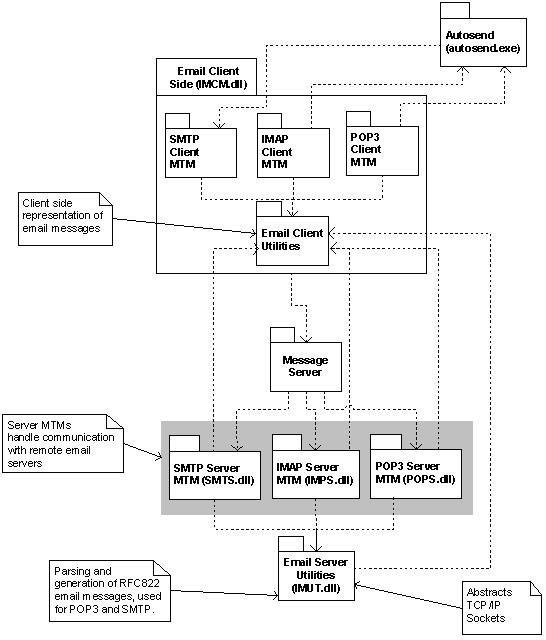 Autosend
(autosend.exe)
Email Client
Side (IMCM.dll)
SMTP
Client
MTM
IMAP
Client
MTM
POP3
Client
MTM
Client side
representation of
email messages
Email Client
Utilities
Message
Server
Server MTMs
handle communication
with remote email
servers
SMTP Server
MTM (SMTS.dll)
IMAP Server
MTM (IMPS.dll)
POP3 Server
MTM (POPS.dll)
Email Server
Utilities
(IMUT.dll)
Parsing and
generation of RFC822
email messages, used
for POP3 and SMTP.
Abstracts
TCP/IP
Sockets